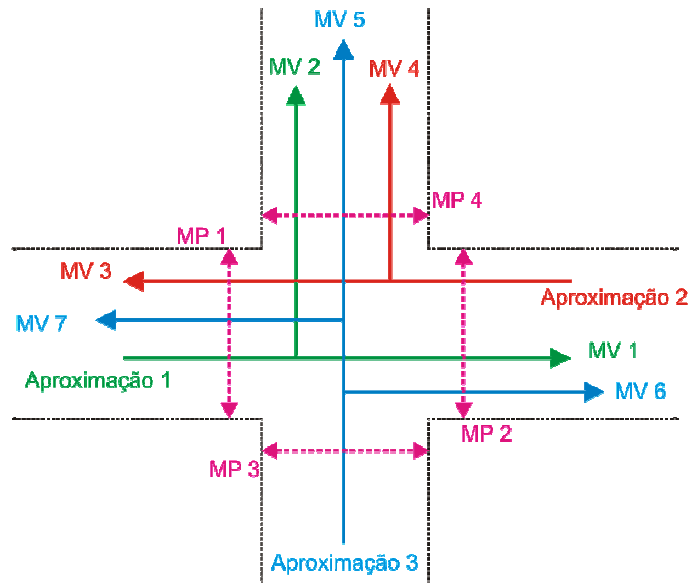 MV 5
MV 2
MV 4
MP 4
MP 1
MV 3
Aproximação 2
MV 7
MV 1
Aproximação 1
MV 6
MP 2
MP 3
Aproximação 3